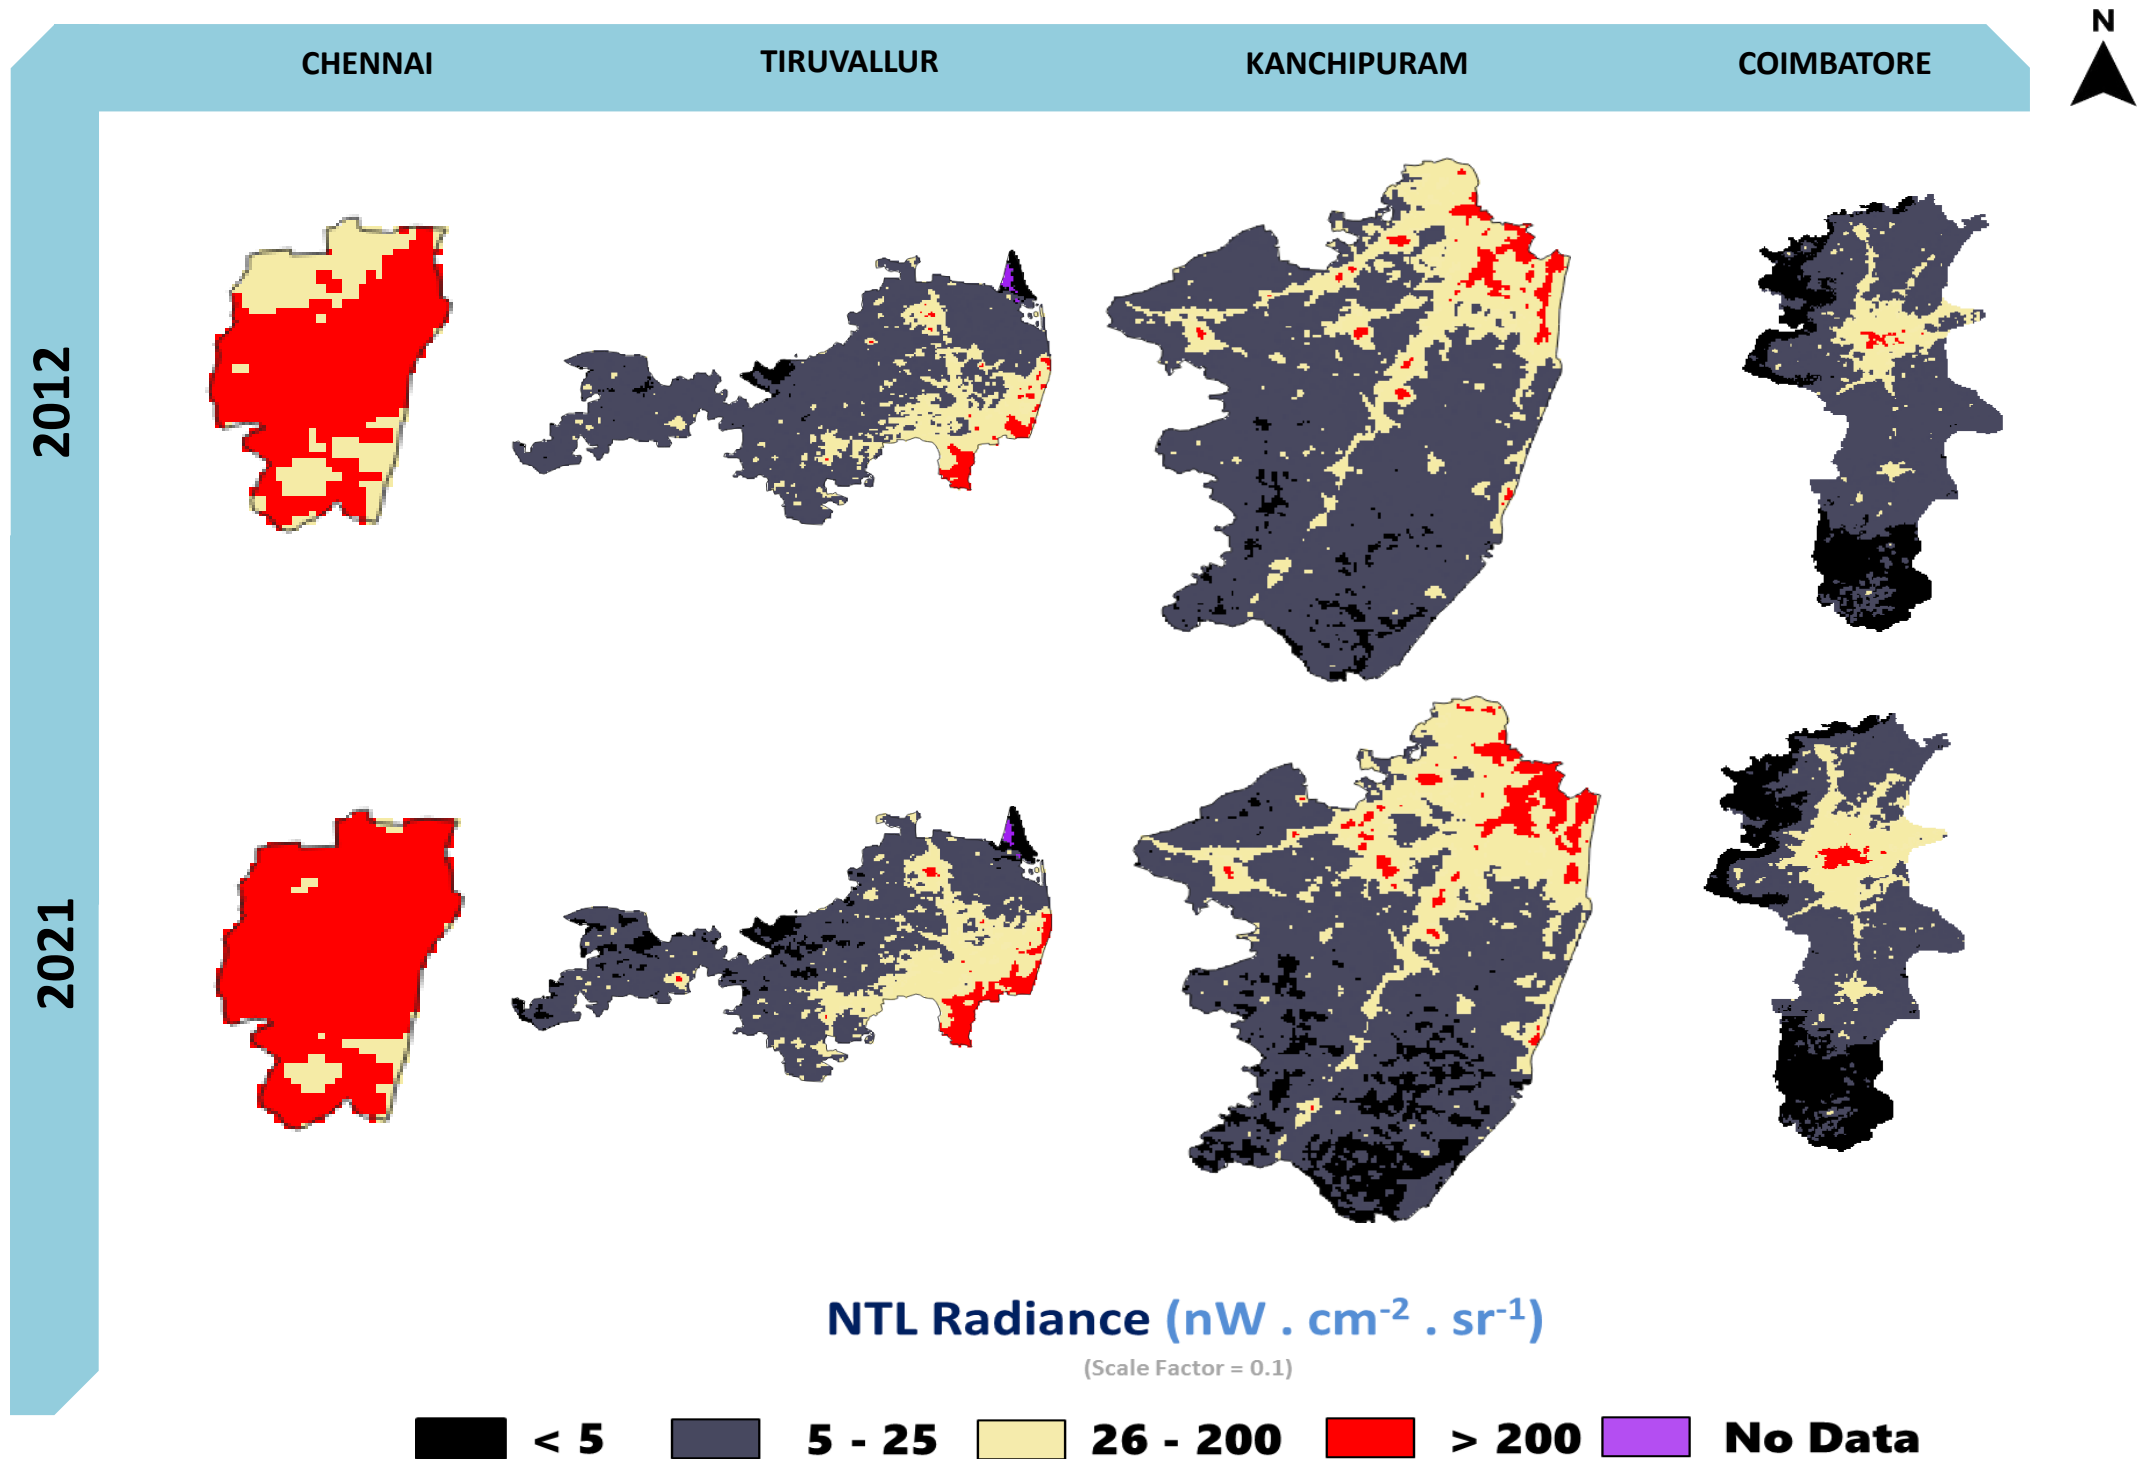 N
CHENNAI
TIRUVALLUR
KANCHIPURAM
COIMBATORE
2012
2021
NTL Radiance (nW . cm⁻² . sr⁻¹)
(Scale Factor = 0.1)
< 5
5 - 25
26 - 200
> 200
No Data